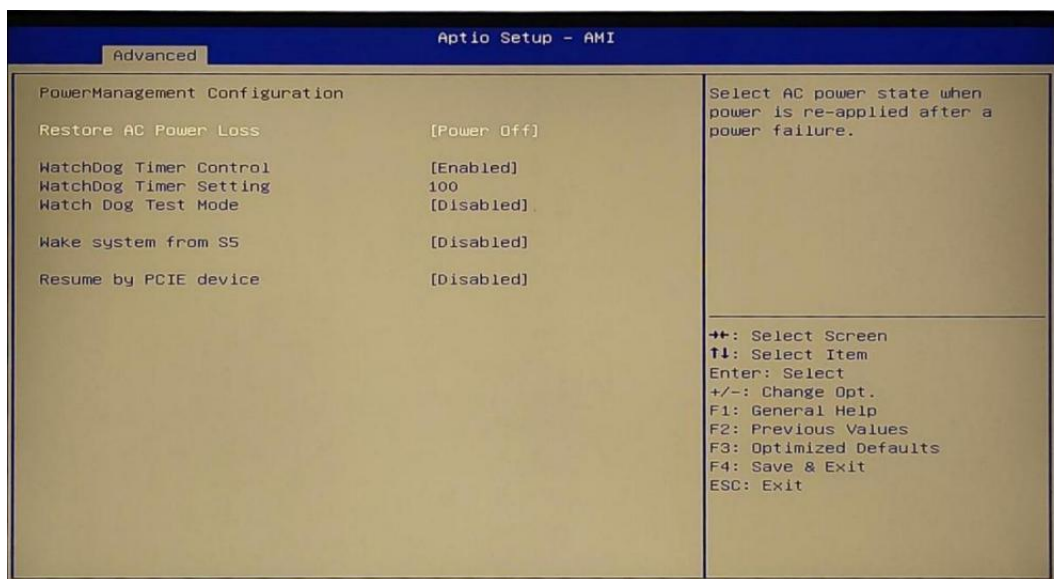 Aptio Setup - AMI
Advanced
PowerManagement Configuration
Restore AC Power Loss [Power Off]
WatchDog Timer Control [Enabled]
WatchDog Timer Setting 100
Watch Dog Test Mode [Disabled]
Wake system from S5 [Disabled]
Resume by PCIE device [Disabled]
Select AC power state when
power is re-applied after a
power failure.
→←: Select Screen
↑↓: Select Item
Enter: Select
+/-: Change Opt.
F1: General Help
F2: Previous Values
F3: Optimized Defaults
F4: Save & Exit
ESC: Exit